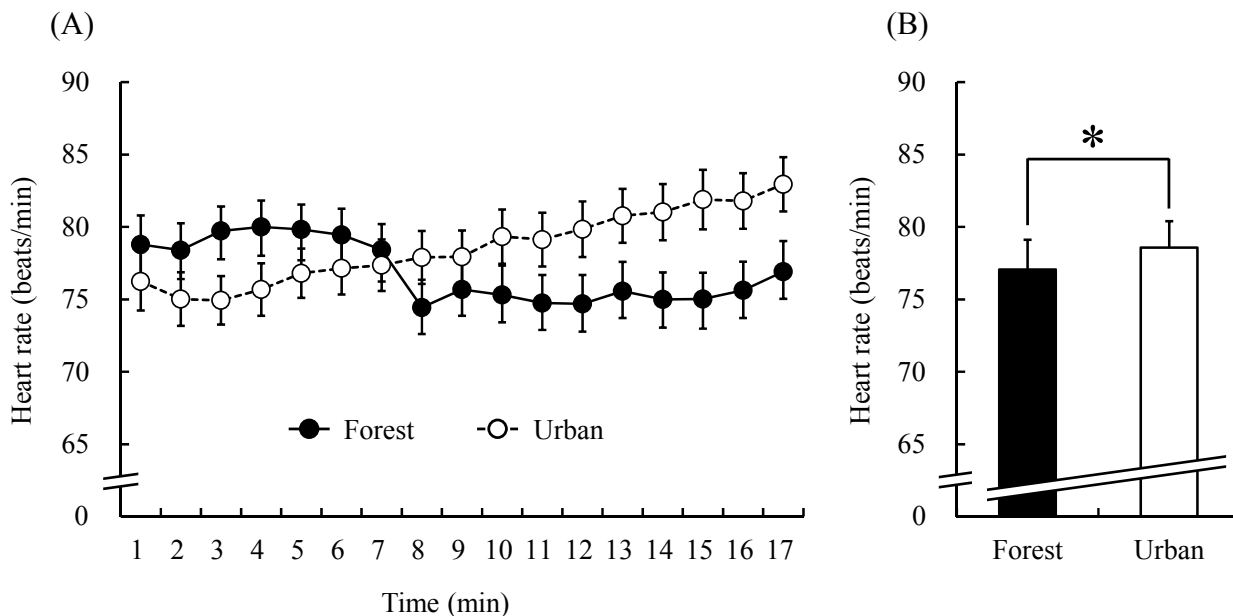 (A)
Heart rate (beats/min)
90
85
80
75
70
65
0
Forest
Urban
1 2 3 4 5 6 7 8 9 10 11 12 13 14 15 16 17
Time (min)
(B)
Heart rate (beats/min)
90
85
80
75
70
65
0
*
Forest Urban